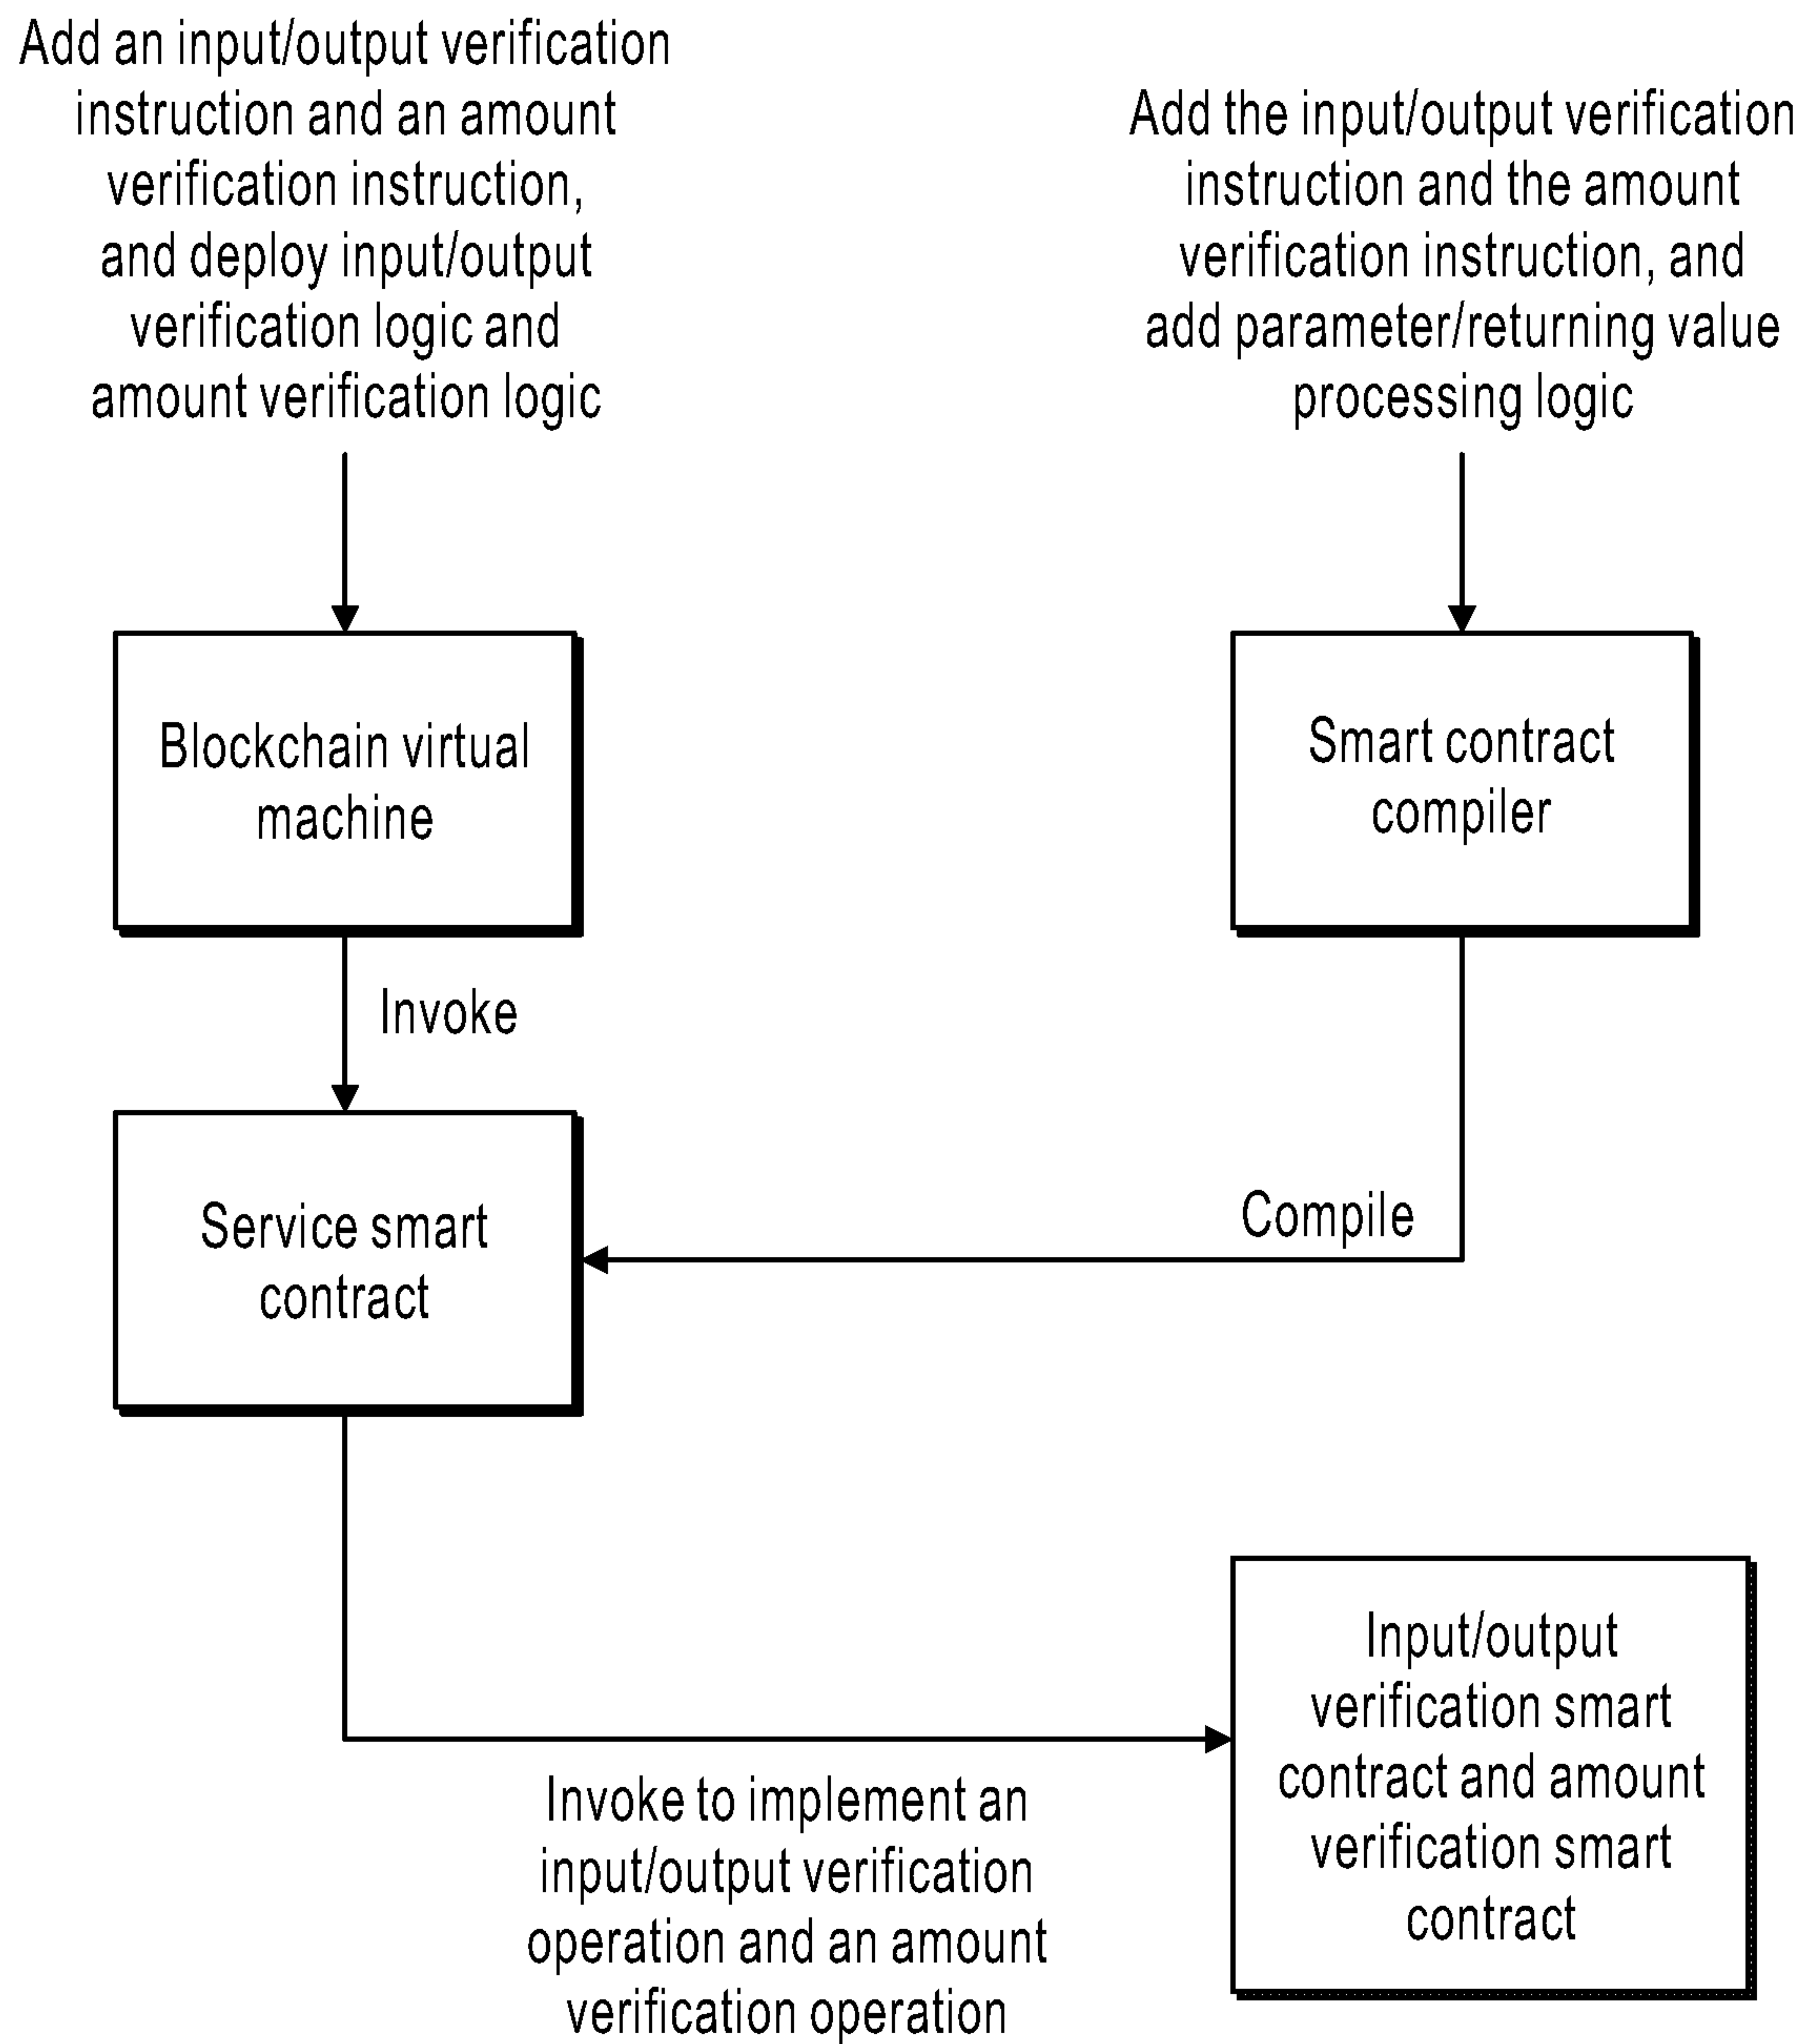 Add an input/output verification
instruction and an amount
verification instruction,
and deploy input/output
verification logic and
amount verification logic
Add the input/output verification
instruction and the amount
verification instruction, and
add parameter/returning value
processing logic
Blockchain virtual
machine
Smart contract
compiler
Invoke
Service smart
contract
Compile
Input/output
verification smart
contract and amount
verification smart
contract
Invoke to implement an
input/output verification
operation and an amount
verification operation